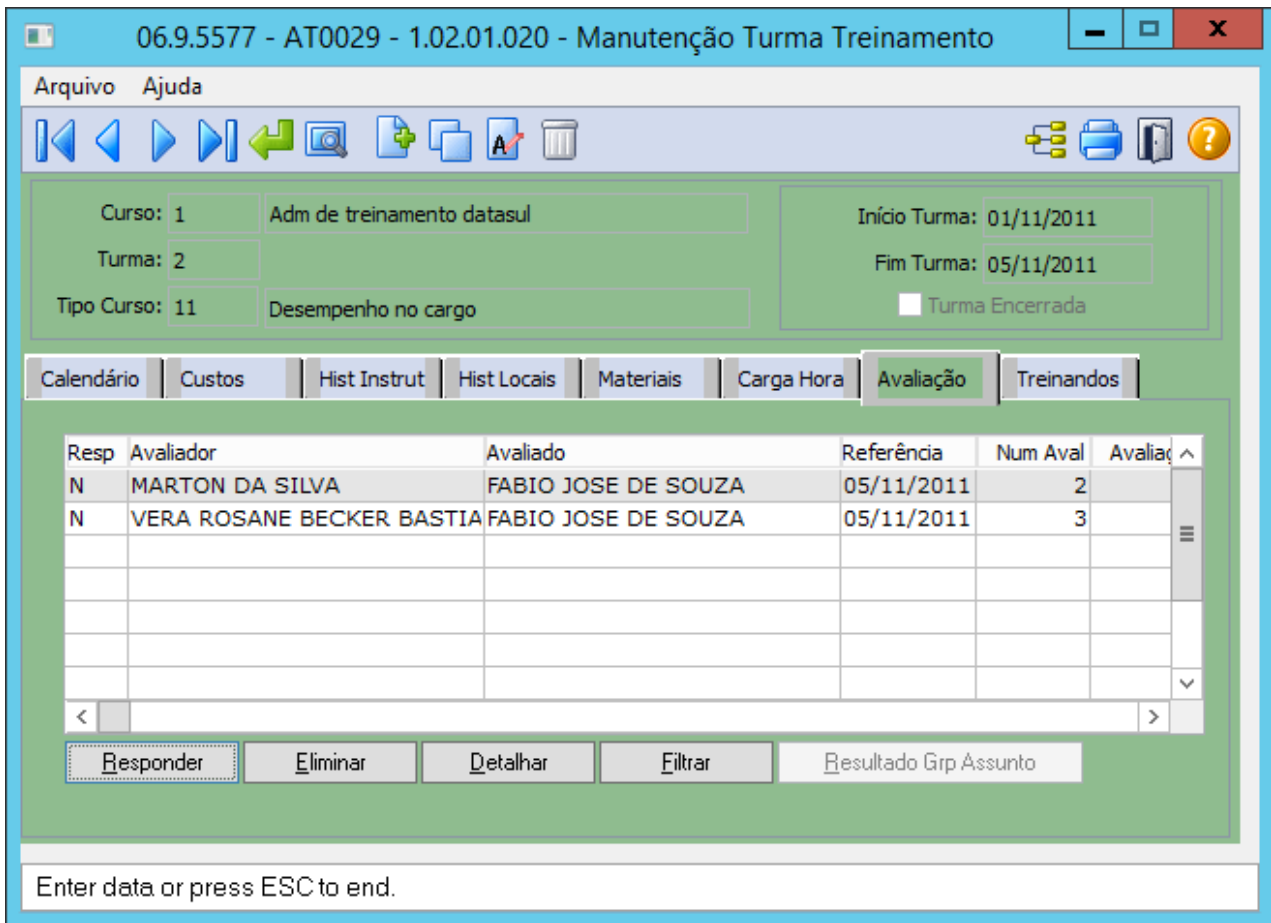 06.9.5577 - AT0029 - 1.02.01.020 - Manutenção Turma Treinamento
Arquivo Ajuda
Curso: 1 Adm de treinamento datasul Início Turma: 01/11/2011
Turma: 2 Fim Turma: 05/11/2011
Tipo Curso: 11 Desempenho no cargo Turma Encerrada
Calendário Custos Hist Instrut Hist Locais Materiais Carga Hora Avaliação Treinandos
Resp Avaliador Avaliado Referência Num Aval Avaliaç
N MARTON DA SILVA FABIO JOSE DE SOUZA 05/11/2011 2
N VERA ROSANE BECKER BASTIA FABIO JOSE DE SOUZA 05/11/2011 3
Responder Eliminar Detalhar Filtrar Resultado Grp Assunto
Enter data or press ESC to end.